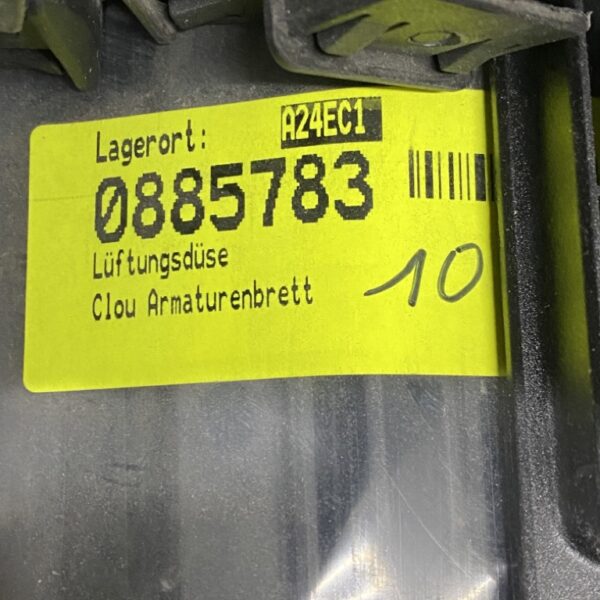 Lagerort: A24EC1
0885783
Lüftungsdüse
Clou Armaturenbrett
10